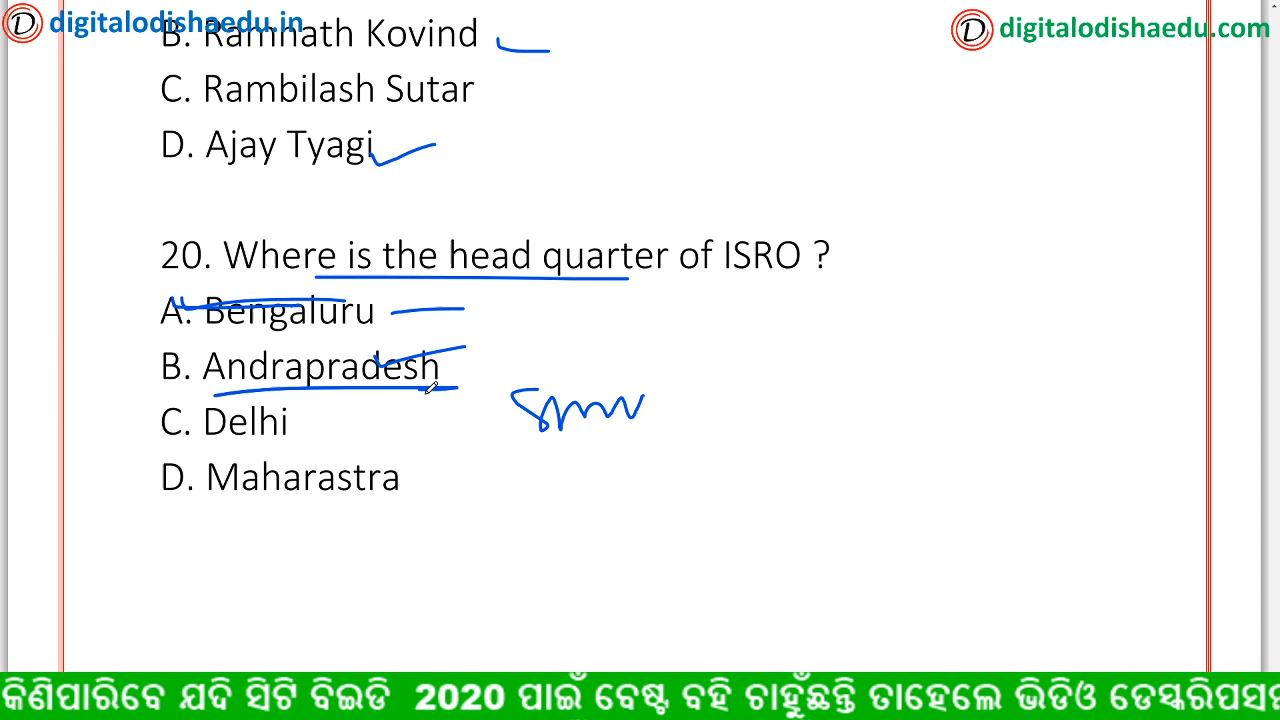 digitalodishaedu.in
digitalodishaedu.com
B. Ramnath Kovind
C. Rambilash Sutar
D. Ajay Tyagi
20. Where is the head quarter of ISRO ?
A. Bengaluru
B. Andrapradesh
C. Delhi
D. Maharastra
କିଣିପାରିବେ ଯଦି ସିଟି ବିଇଡି 2020 ପାଇଁ ବେଷ୍ଟ ବହି ଚାହୁଁଛନ୍ତି ତାହେଲେ ଭିଡିଓ ଡେସ୍କରିପସନ